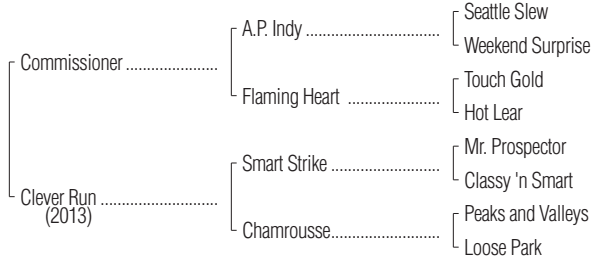 Seattle Slew
A.P. Indy ............................
Weekend Surprise
Commissioner ......................
Touch Gold
Flaming Heart ......................
Hot Lear
Mr. Prospector
Smart Strike ..........................
Classy 'n Smart
Clever Run ............................
(2013)
Peaks and Valleys
Chamrousse..........................
Loose Park